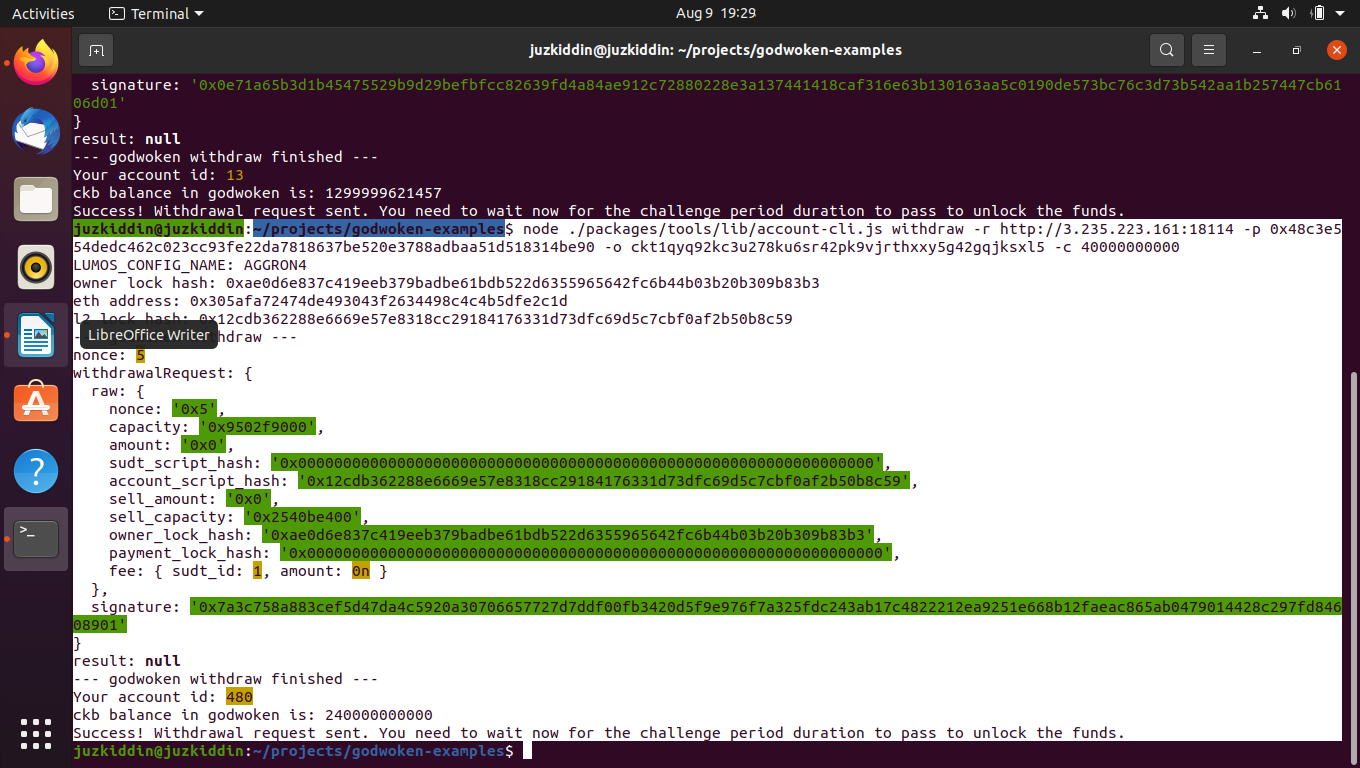 Activities
Terminal
Aug 9 19:29
juzkiddin@juzkiddin: ~/projects/godwoken-examples
signature: '0x0e71a65b3d1b45475529b9d29befbfcc82639fd4a84ae912c72880228e3a137441418caf316e63b130163aa5c0190de573bc76c3d73b542aa1b257447cb61
06d01'
}
result: null
--- godwoken withdraw finished ---
Your account id: 13
ckb balance in godwoken is: 1299999621457
Success! Withdrawal request sent. You need to wait now for the challenge period duration to pass to unlock the funds.
juzkiddin@juzkiddin:~/projects/godwoken-examples$ node ./packages/tools/lib/account-cli.js withdraw -r http://3.235.223.161:18114 -p 0x48c3e5
54dedc462c023cc93fe22da7818637be520e3788adbaa51d518314be90 -o ckt1qyq92kc3u278ku6sr42pk9vjrthxxy5g42gqjksxl5 -c 40000000000
LUMOS_CONFIG_NAME: AGGRON4
owner lock hash: 0xae0d6e837c419eeb379badbe61bdb522d6355965642fc6b44b03b20b309b83b3
eth address: 0x305afa72474de493043f2634498c4c4b5dfe2c1d
l2 lock hash: 0x12cdb362288e6669e57e8318cc29184176331d73dfc69d5c7cbf0af2b50b8c59
LibreOffice Writer
hdraw ---
nonce: 5
withdrawalRequest: {
raw: {
nonce: '0x5',
capacity: '0x9502f9000',
amount: '0x0',
sudt_script_hash: '0x0000000000000000000000000000000000000000000000000000000000000000',
account_script_hash: '0x12cdb362288e6669e57e8318cc29184176331d73dfc69d5c7cbf0af2b50b8c59',
sell_amount: '0x0',
sell_capacity: '0x2540be400',
owner_lock_hash: '0xae0d6e837c419eeb379badbe61bdb522d6355965642fc6b44b03b20b309b83b3',
payment_lock_hash: '0x0000000000000000000000000000000000000000000000000000000000000000',
fee: { sudt_id: 1, amount: 0n }
},
signature: '0x7a3c758a883cef5d47da4c5920a30706657727d7ddf00fb3420d5f9e976f7a325fdc243ab17c4822212ea9251e668b12faeac865ab0479014428c297fd846
08901'
}
result: null
--- godwoken withdraw finished ---
Your account id: 480
ckb balance in godwoken is: 240000000000
Success! Withdrawal request sent. You need to wait now for the challenge period duration to pass to unlock the funds.
juzkiddin@juzkiddin:~/projects/godwoken-examples$